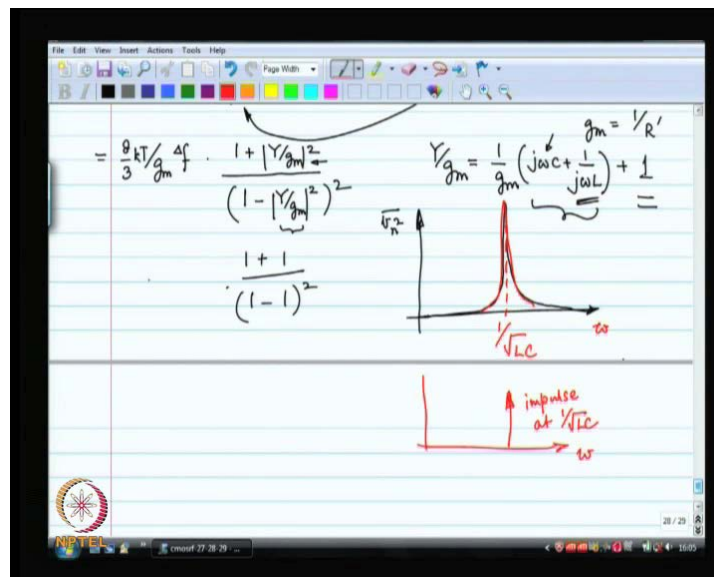 File Edit View Insert Actions Tools Help
Page Width
B I
gm = 1/R'
= 8/3 kT/gm Δf · (1 + |Y/gm|²) / (1 - |Y/gm|²)²
Y/gm = 1/gm (jωC + 1/jωL) + 1
(1 + 1) / (1 - 1)²
vn²
ω
1/√LC
impulse
at 1/√LC
ω
28 / 29
NPTEL
cmosrf-27-28-29 - ...
16:05